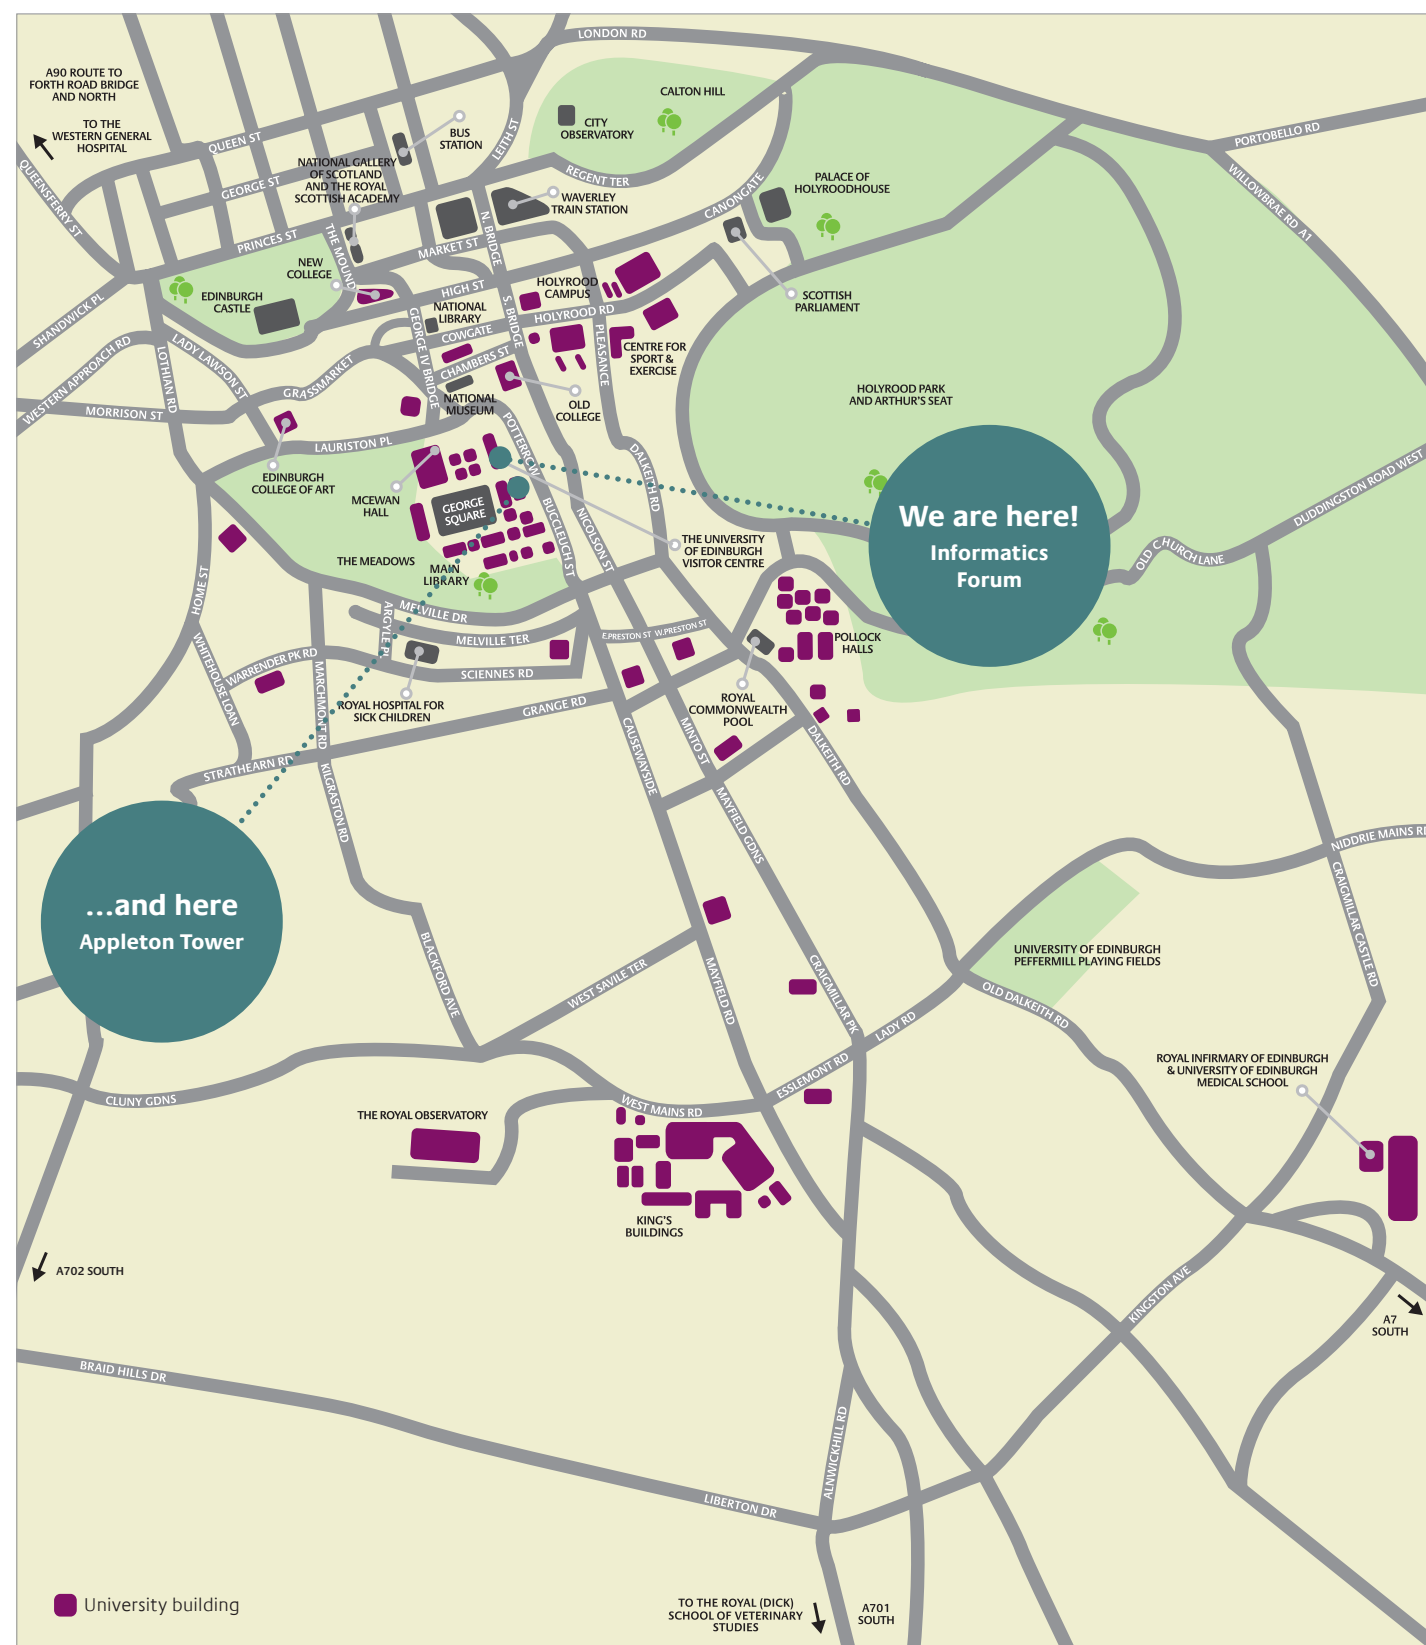 LONDON RD
A90 ROUTE TO
FORTH ROAD BRIDGE
AND NORTH
TO THE
WESTERN GENERAL
HOSPITAL
QUEENSFERRY ST
QUEEN ST
GEORGE ST
PRINCES ST
BUS
STATION
LEITH ST
CITY
OBSERVATORY
CALTON HILL
REGENT TER
PORTOBELLO RD
WILLOWBRAE RD A1
NATIONAL GALLERY
OF SCOTLAND
AND THE ROYAL
SCOTTISH ACADEMY
WAVERLEY
TRAIN STATION
CANONGATE
PALACE OF
HOLYROODHOUSE
SCOTTISH
PARLIAMENT
THE MOUND
MARKET ST
N. BRIDGE
NEW
COLLEGE
EDINBURGH
CASTLE
HIGH ST
HOLYROOD
CAMPUS
HOLYROOD RD
NATIONAL
LIBRARY
COWGATE
S. BRIDGE
PLEASANCE
GEORGE IV BRIDGE
CHAMBERS ST
CENTRE FOR
SPORT &
EXERCISE
NATIONAL
MUSEUM
OLD
COLLEGE
SHANDWICK PL
WESTERN APPROACH RD
LADY LAWSON ST
LOTHIAN RD
GRASSMARKET
MORRISON ST
LAURISTON PL
EDINBURGH
COLLEGE OF ART
MCEWAN
HALL
POTTERROW
GEORGE
SQUARE
DALKEITH RD
HOLYROOD PARK
AND ARTHUR'S SEAT
We are here!
Informatics
Forum
DUDDINGSTON ROAD WEST
OLD CHURCH LANE
BUCCLEUCH ST
NICOLSON ST
THE UNIVERSITY
OF EDINBURGH
VISITOR CENTRE
THE MEADOWS
MAIN
LIBRARY
HOME ST
MELVILLE DR
ARGYLE PL
MELVILLE TER
E.PRESTON ST
W.PRESTON ST
POLLOCK
HALLS
WHITEHOUSE LOAN
WARRENDER PK RD
MARCHMONT RD
SCIENNES RD
ROYAL HOSPITAL FOR
SICK CHILDREN
ROYAL
COMMONWEALTH
POOL
GRANGE RD
CAUSEWAYSIDE
MINTO ST
DALKEITH RD
STRATHEARN RD
KILGRASTON RD
MAYFIELD GDNS
NIDDRIE MAINS RD
CRAIGMILLAR CASTLE RD
...and here
Appleton Tower
BLACKFORD AVE
WEST SAVILE TER
MAYFIELD RD
CRAIGMILLAR PK
UNIVERSITY OF EDINBURGH
PEFFERMILL PLAYING FIELDS
OLD DALKEITH RD
LADY RD
ESSLEMONT RD
ROYAL INFIRMARY OF EDINBURGH
& UNIVERSITY OF EDINBURGH
MEDICAL SCHOOL
CLUNY GDNS
THE ROYAL OBSERVATORY
WEST MAINS RD
KING'S
BUILDINGS
A702 SOUTH
KINGSTON AVE
A7
SOUTH
BRAID HILLS DR
ALNWICKHILL RD
LIBERTON DR
University building
TO THE ROYAL (DICK)
SCHOOL OF VETERINARY
STUDIES
A701
SOUTH